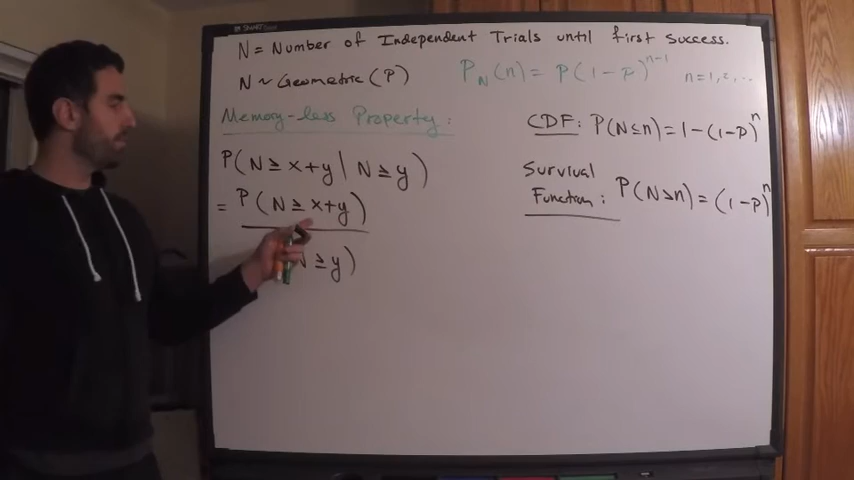 SMART
N = Number of Independent Trials until first Success.
N ~ Geometric (P)
P_N(n) = P(1-P)^{n-1} n=1,2,...
Memory-less Property:
P(N ≥ x+y | N ≥ y)
= P(N ≥ x+y)
N ≥ y)
CDF: P(N≤n) = 1-(1-P)^n
Survival
Function: P(N>n) = (1-P)^n